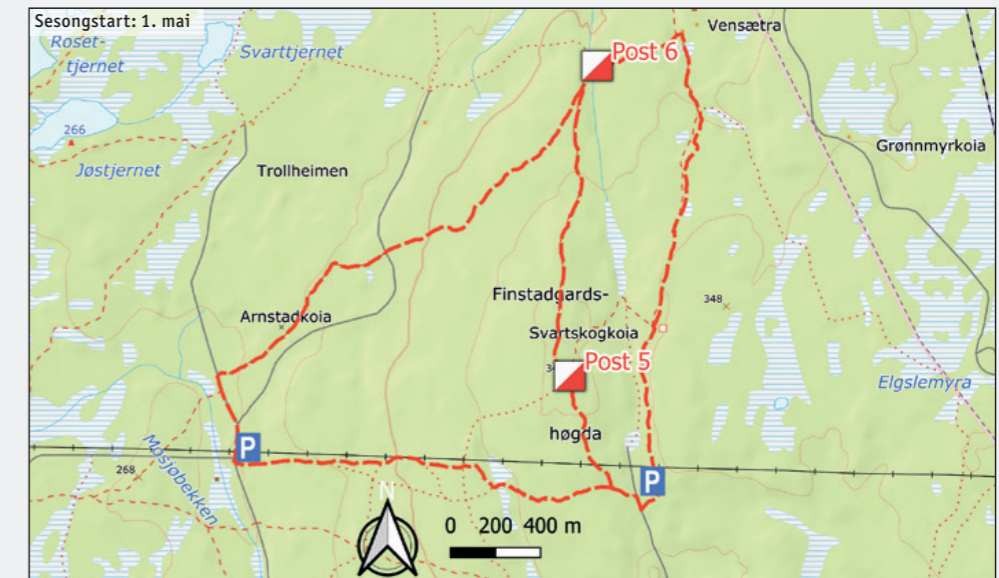 Sesongstart: 1. mai
Roset-
tjernet
Svarttjernet
Post 6
Vensætra
266
Jøstjernet
Trollheimen
Grønnmyrkoia
Finstadgards-
348
Arnstadkoia
Svartskogkoia
Post 5
Elgslemyra
høgda
P
Mosjøbekken
268
P
N
0 200 400 m